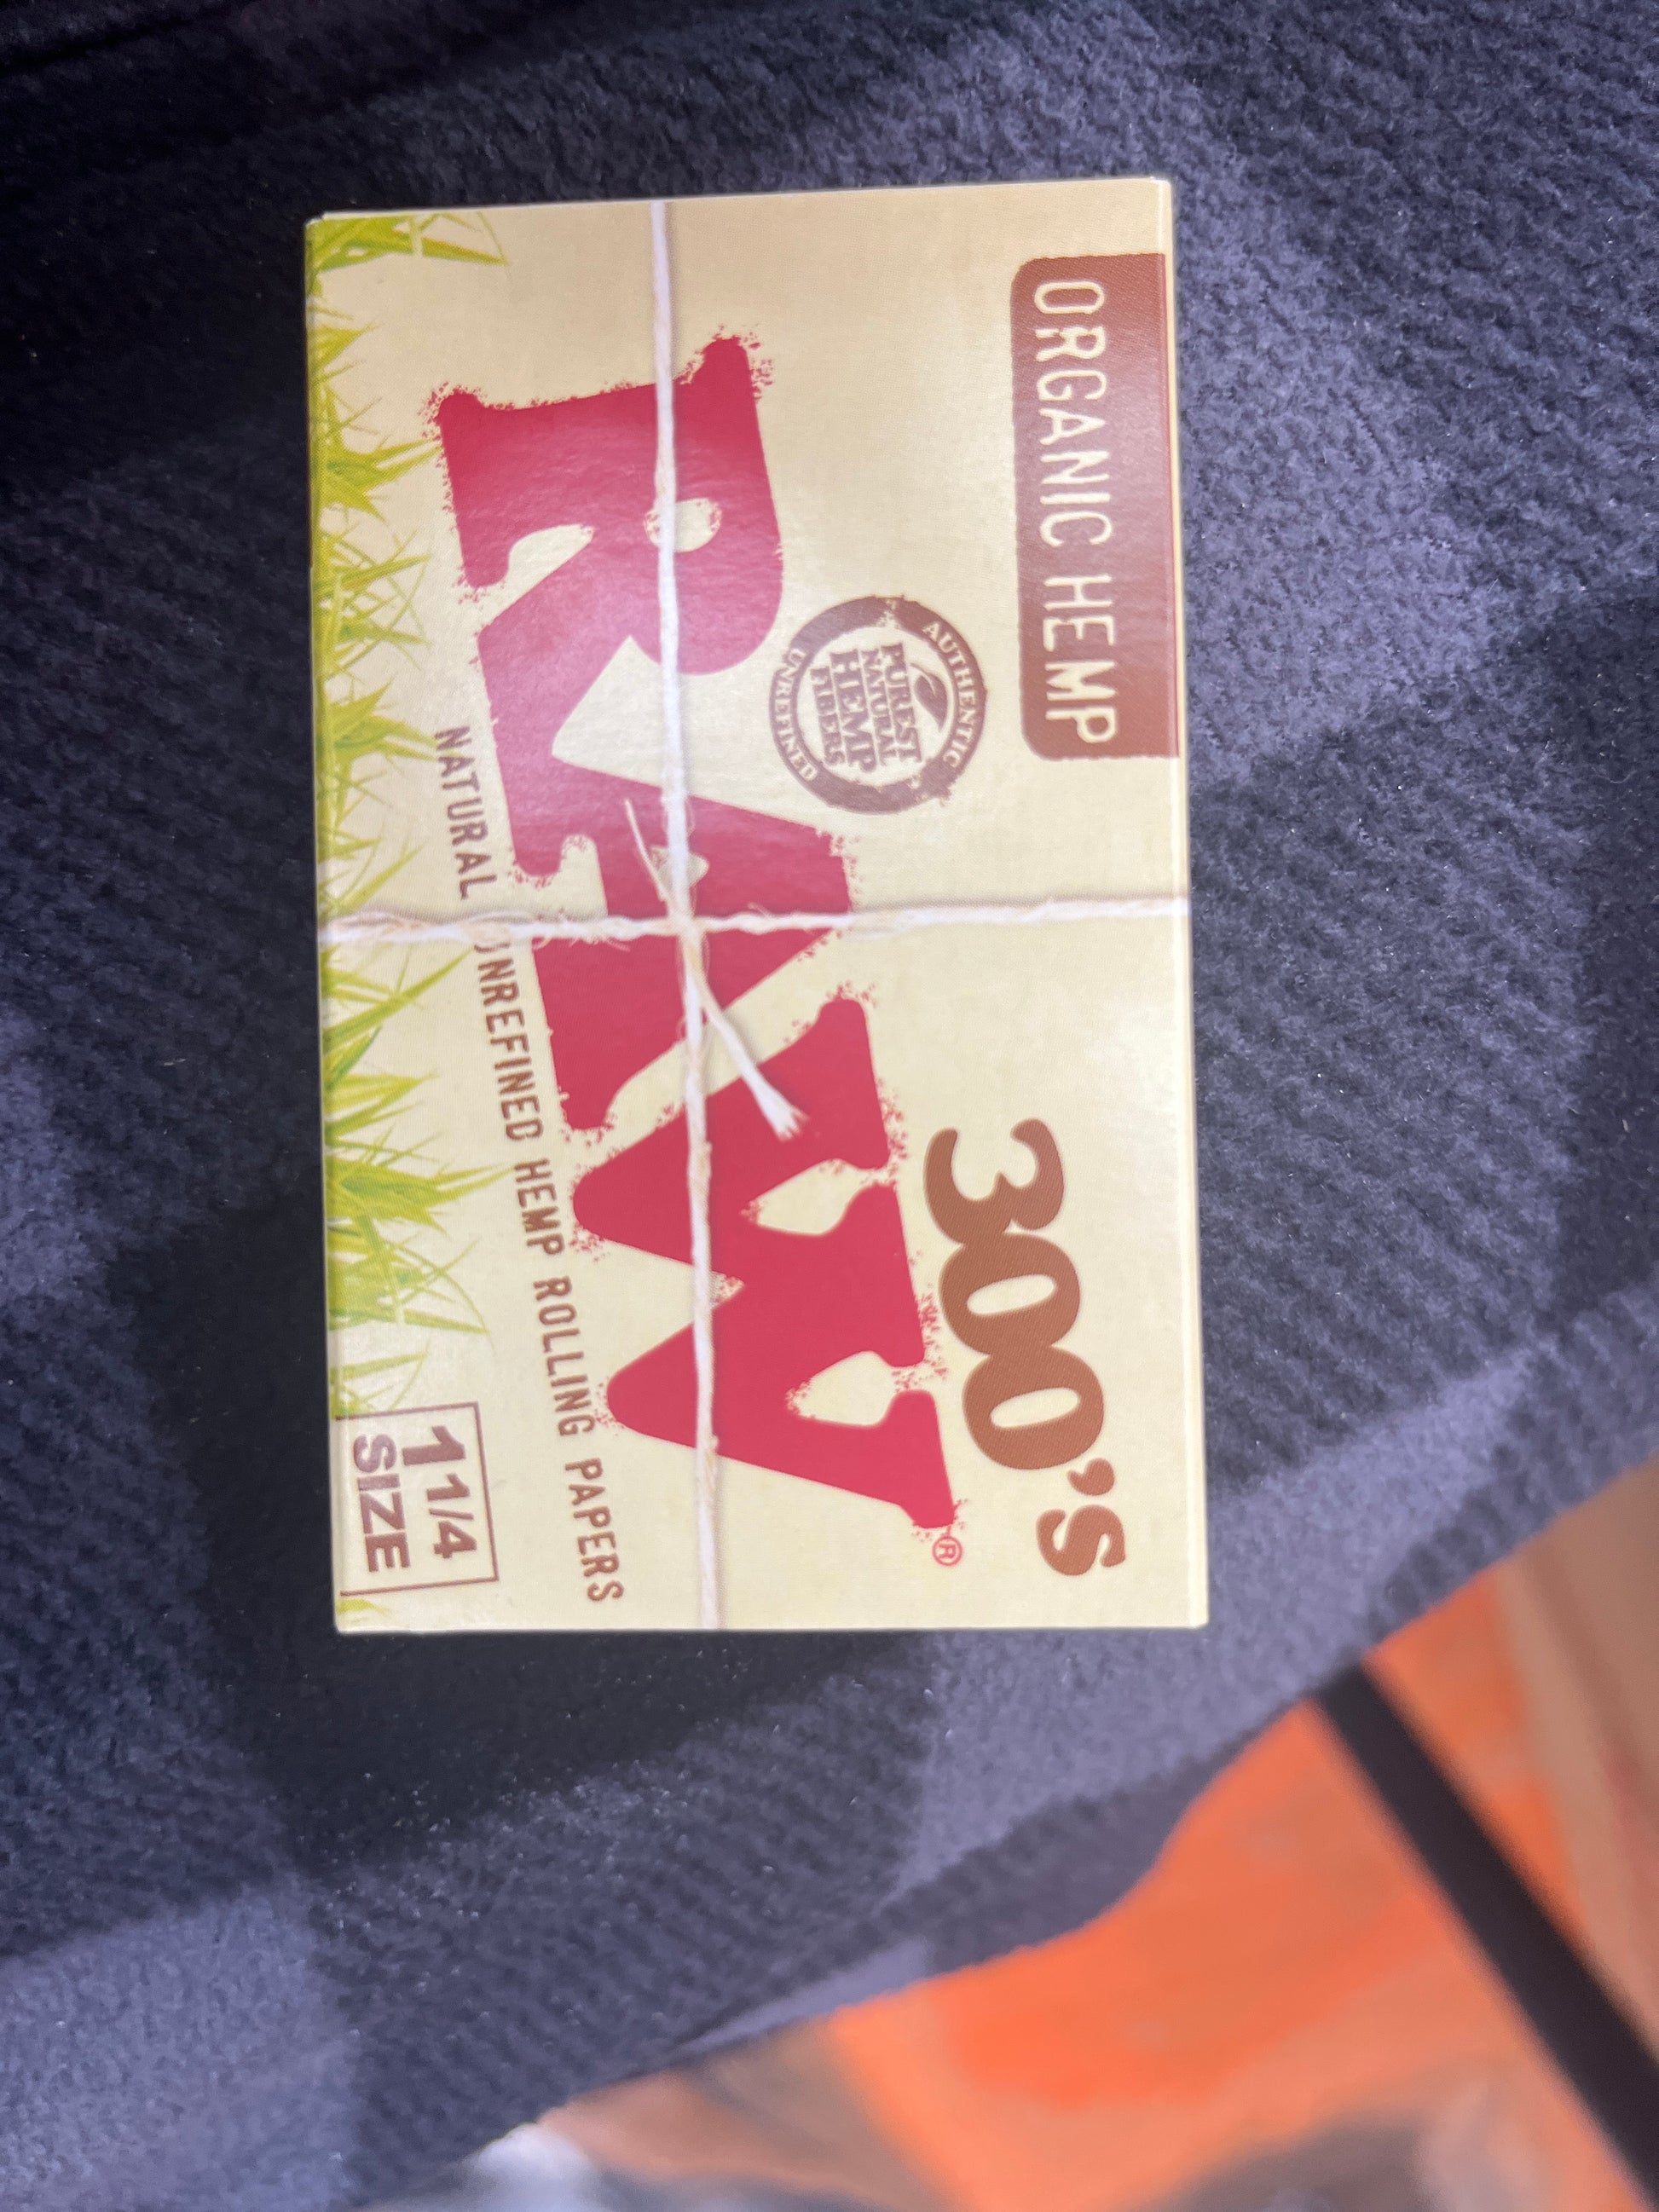 ORGANIC HEMP
300's
AUTHENTIC
PUREST
NATURAL
HEMP
FIBERS
UNREFINED
RAW®
NATURAL UNREFINED HEMP ROLLING PAPERS
1 1/4
SIZE